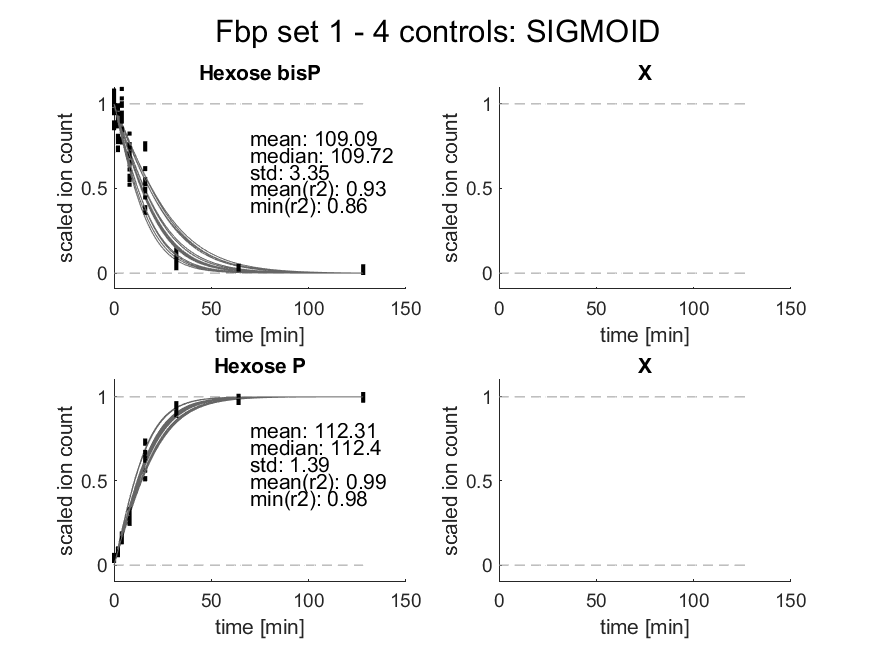 Fbp set 1 - 4 controls: SIGMOID
Hexose bisP
scaled ion count
1
0.5
0
mean: 109.09
median: 109.72
std: 3.35
mean(r2): 0.93
min(r2): 0.86
0 50 100 150
time [min]
X
scaled ion count
1
0.5
0
0 50 100 150
time [min]
Hexose P
scaled ion count
1
0.5
0
mean: 112.31
median: 112.4
std: 1.39
mean(r2): 0.99
min(r2): 0.98
0 50 100 150
time [min]
X
scaled ion count
1
0.5
0
0 50 100 150
time [min]